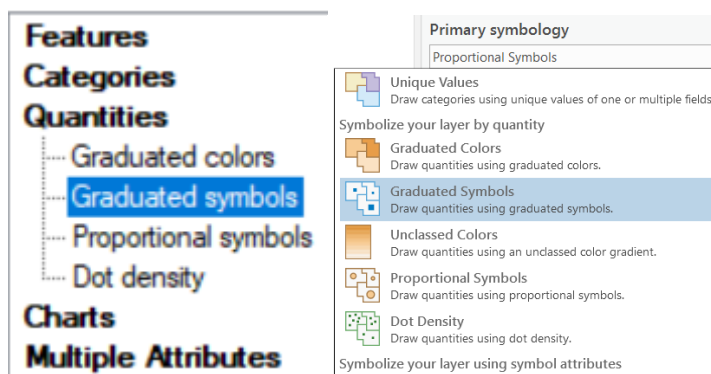 Features
Categories
Quantities
Graduated colors
Graduated symbols
Proportional symbols
Dot density
Charts
Multiple Attributes
Primary symbology
Proportional Symbols
Unique Values
Draw categories using unique values of one or multiple fields
Symbolize your layer by quantity
Graduated Colors
Draw quantities using graduated colors.
Graduated Symbols
Draw quantities using graduated symbols.
Unclassed Colors
Draw quantities using an unclassed color gradient.
Proportional Symbols
Draw quantities using proportional symbols.
Dot Density
Draw quantities using dot density.
Symbolize your layer using symbol attributes